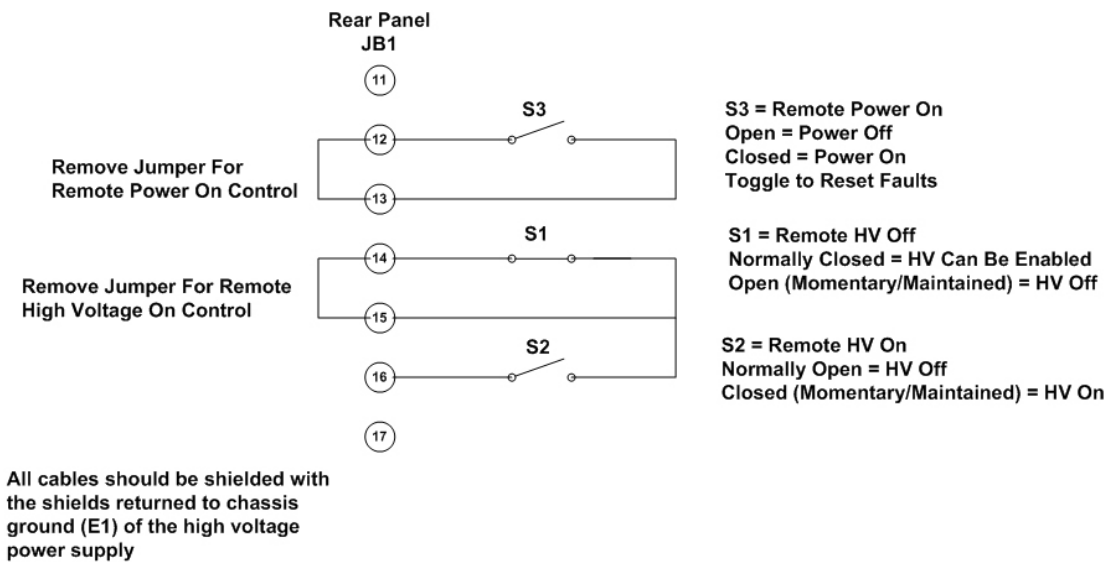 Rear Panel
JB1
11
S3
12
13
Remove Jumper For
Remote Power On Control
S3 = Remote Power On
Open = Power Off
Closed = Power On
Toggle to Reset Faults
S1
14
15
Remove Jumper For Remote
High Voltage On Control
S1 = Remote HV Off
Normally Closed = HV Can Be Enabled
Open (Momentary/Maintained) = HV Off
S2
16
S2 = Remote HV On
Normally Open = HV Off
Closed (Momentary/Maintained) = HV On
17
All cables should be shielded with
the shields returned to chassis
ground (E1) of the high voltage
power supply